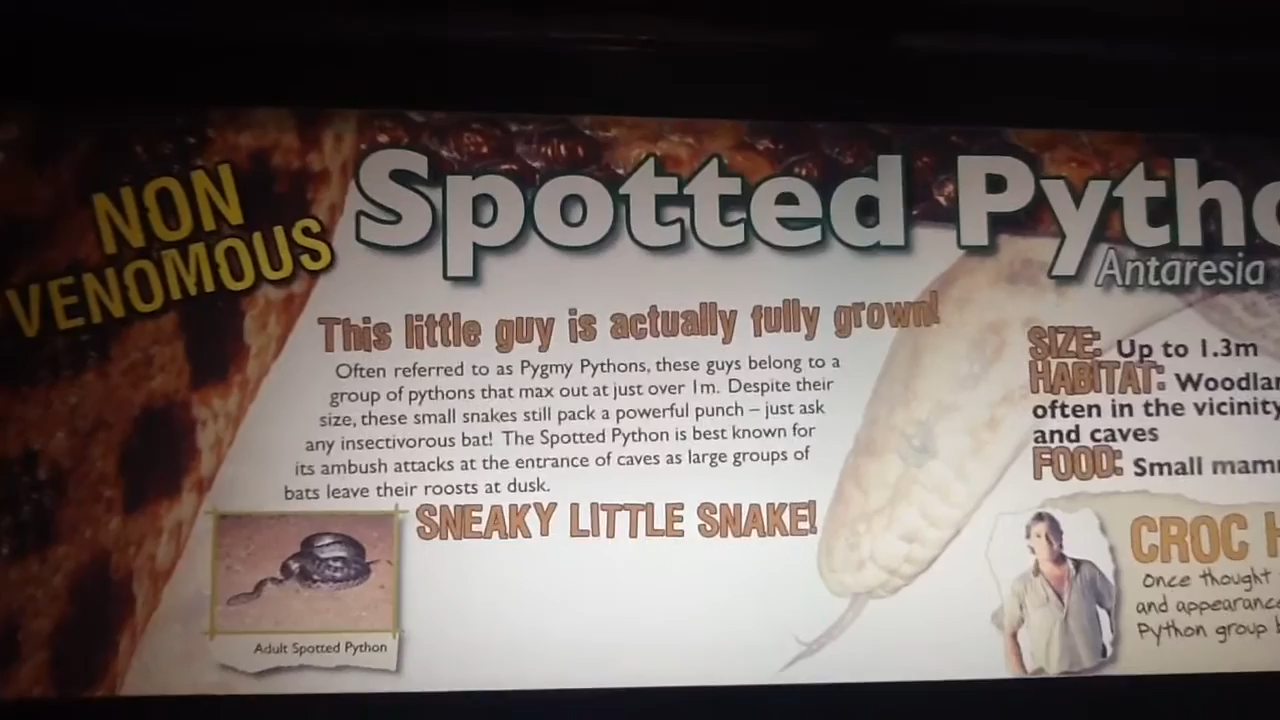 NON
VENOMOUS
Spotted Pytho
Antaresia
This little guy is actually fully grown!
Often referred to as Pygmy Pythons, these guys belong to a
group of pythons that max out at just over 1m. Despite their
size, these small snakes still pack a powerful punch – just ask
any insectivorous bat! The Spotted Python is best known for
its ambush attacks at the entrance of caves as large groups of
bats leave their roosts at dusk.
SNEAKY LITTLE SNAKE!
Adult Spotted Python
SIZE: Up to 1.3m
HABITAT: Woodlan
often in the vicinity
and caves
FOOD: Small mamm
CROC H
Once thought
and appearance
Python group b